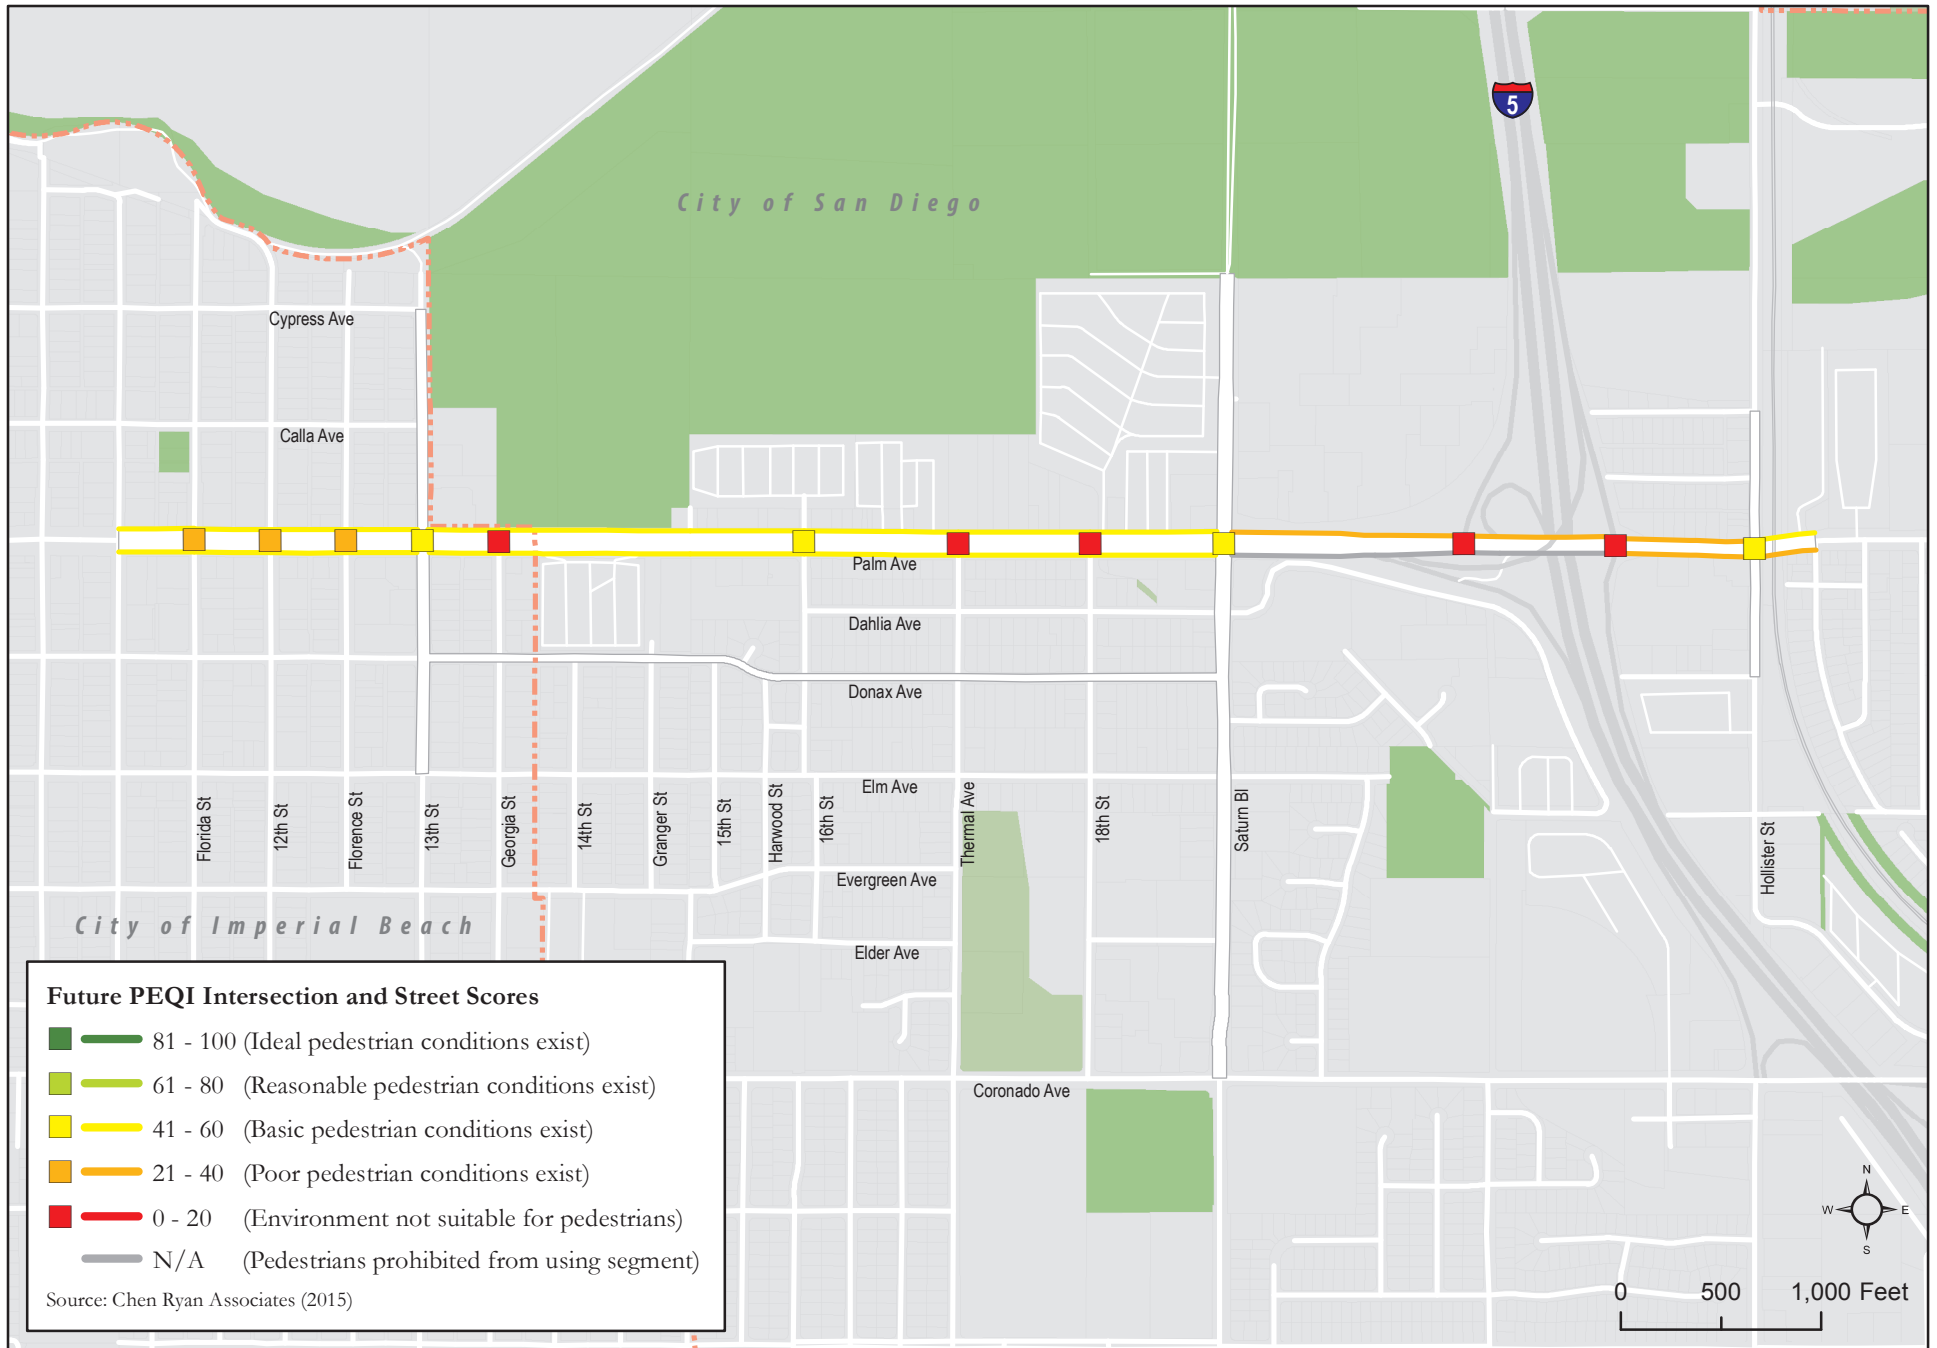 5
City of San Diego
Cypress Ave
Calla Ave
Palm Ave
Dahlia Ave
Donax Ave
Elm Ave
Florida St
12th St
Florence St
13th St
Georgia St
14th St
Granger St
15th St
Harwood St
16th St
Thermal Ave
18th St
Saturn Bl
Hollister St
Evergreen Ave
City of Imperial Beach
Elder Ave
Coronado Ave
Future PEQI Intersection and Street Scores
81 - 100 (Ideal pedestrian conditions exist)
61 - 80 (Reasonable pedestrian conditions exist)
41 - 60 (Basic pedestrian conditions exist)
21 - 40 (Poor pedestrian conditions exist)
0 - 20 (Environment not suitable for pedestrians)
N/A (Pedestrians prohibited from using segment)
Source: Chen Ryan Associates (2015)
N
W E
S
0 500 1,000 Feet